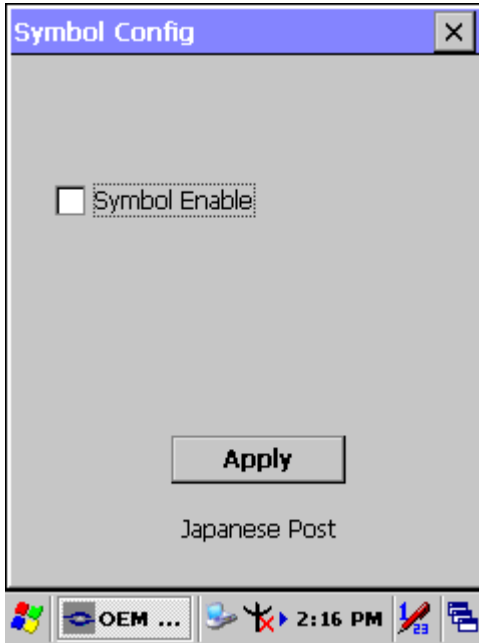 Symbol Config
Symbol Enable
Apply
Japanese Post
OEM ... 2:16 PM